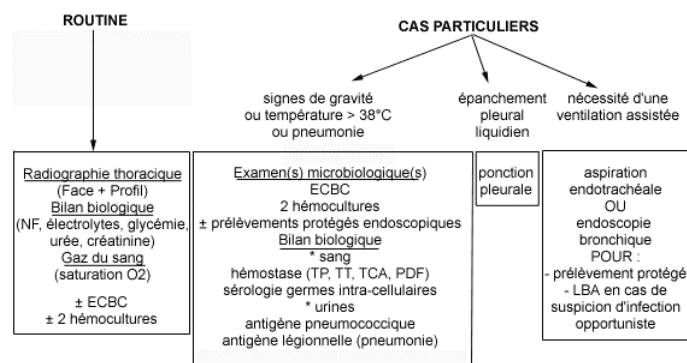 ROUTINE
CAS PARTICULIERS
signes de gravité
ou température > 38°C
ou pneumonie
épanchement
pleural
liquidien
nécessité d'une
ventilation assistée
Radiographie thoracique
(Face + Profil)
Bilan biologique
(NF, électrolytes, glycémie,
urée, créatinine)
Gaz du sang
(saturation O2)
± ECBC
± 2 hémocultures
Examen(s) microbiologique(s)
ECBC
2 hémocultures
± prélèvements protégés endoscopiques
Bilan biologique
* sang
hémostase (TP, TT, TCA, PDF)
sérologie germes intra-cellulaires
* urines
antigène pneumococcique
antigène légionnelle (pneumonie)
ponction
pleurale
aspiration
endotrachéale
OU
endoscopie
bronchique
POUR :
- prélèvement protégé
- LBA en cas de
suspicion d'infection
opportuniste